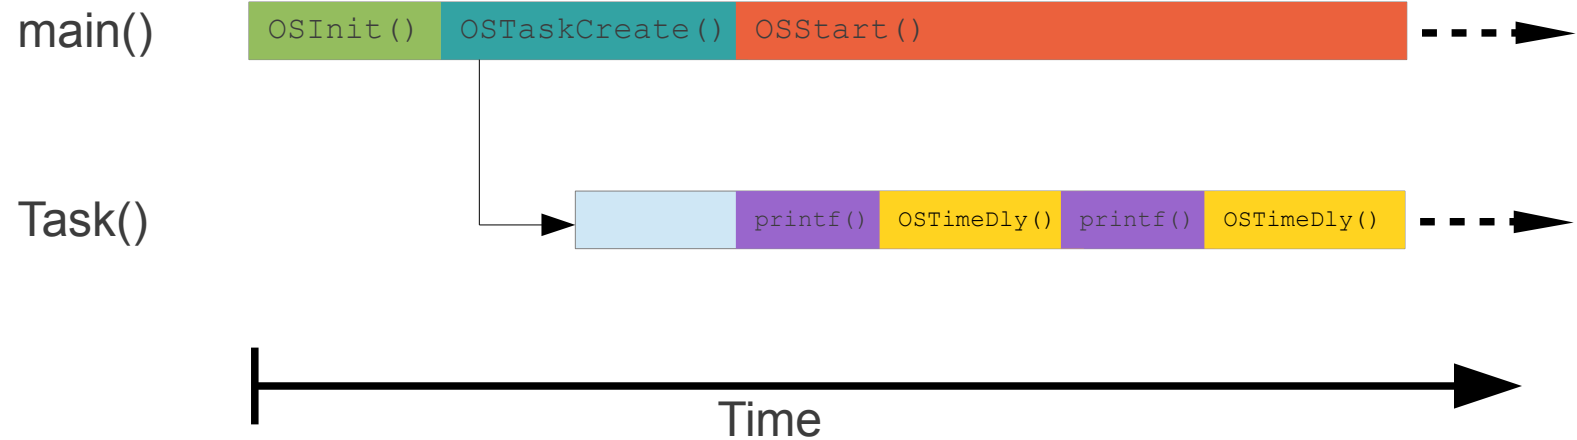 main() OSInit() OSTaskCreate() OSStart()
Task() printf() OSTimeDly() printf() OSTimeDly()
Time